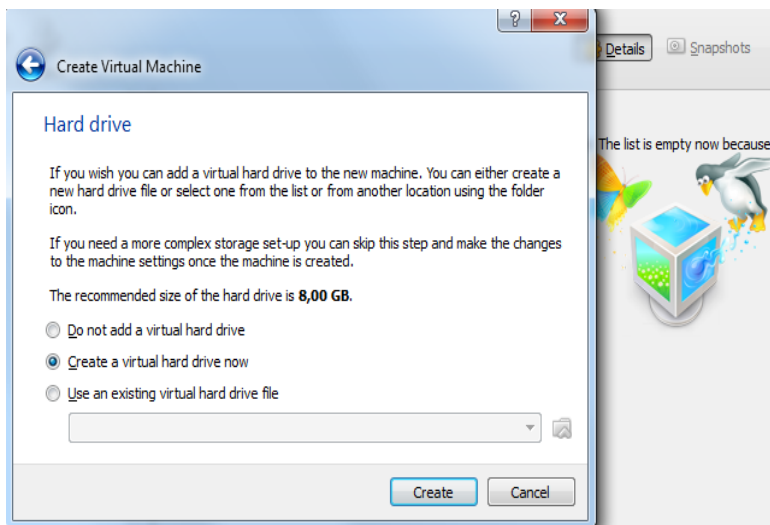 ?
x
Details
Snapshots
Create Virtual Machine
Hard drive
The list is empty now because
If you wish you can add a virtual hard drive to the new machine. You can either create a
new hard drive file or select one from the list or from another location using the folder
icon.
If you need a more complex storage set-up you can skip this step and make the changes
to the machine settings once the machine is created.
The recommended size of the hard drive is 8,00 GB.
Do not add a virtual hard drive
Create a virtual hard drive now
Use an existing virtual hard drive file
Create
Cancel